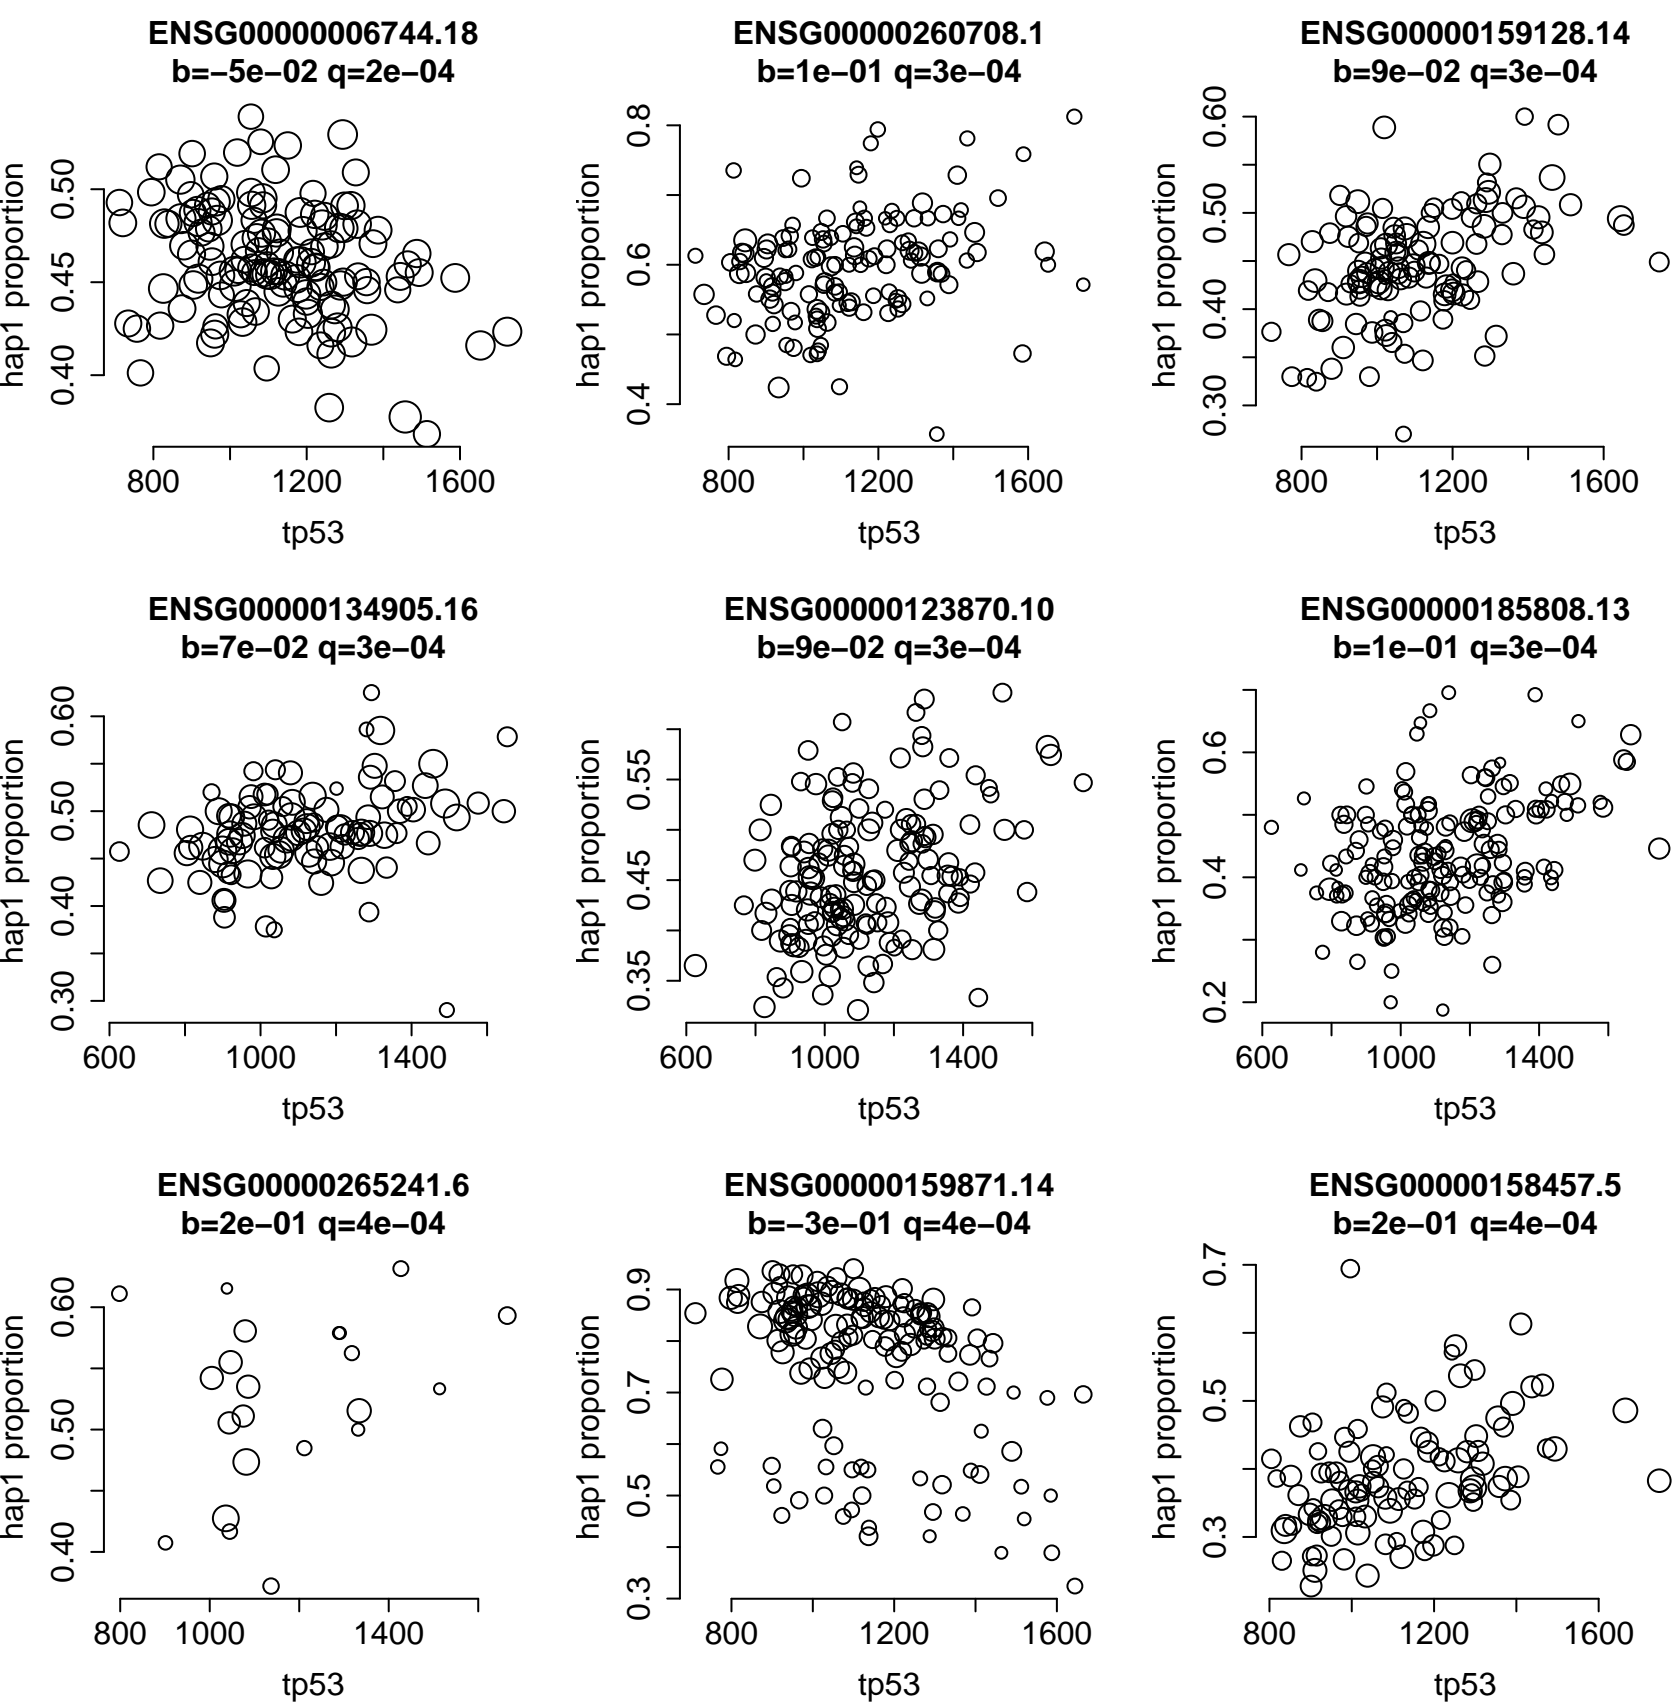 ENSG00000006744.18
b=−5e−02 q=2e−04
hap1 proportion
0.40 0.45 0.50
800 1200 1600
tp53
ENSG00000260708.1
b=1e−01 q=3e−04
hap1 proportion
0.4 0.6 0.8
800 1200 1600
tp53
ENSG00000159128.14
b=9e−02 q=3e−04
hap1 proportion
0.30 0.40 0.50 0.60
800 1200 1600
tp53
ENSG00000134905.16
b=7e−02 q=3e−04
hap1 proportion
0.30 0.40 0.50 0.60
600 1000 1400
tp53
ENSG00000123870.10
b=9e−02 q=3e−04
hap1 proportion
0.35 0.45 0.55
600 1000 1400
tp53
ENSG00000185808.13
b=1e−01 q=3e−04
hap1 proportion
0.2 0.4 0.6
600 1000 1400
tp53
ENSG00000265241.6
b=2e−01 q=4e−04
hap1 proportion
0.40 0.50 0.60
800 1000 1400
tp53
ENSG00000159871.14
b=−3e−01 q=4e−04
hap1 proportion
0.3 0.5 0.7 0.9
800 1200 1600
tp53
ENSG00000158457.5
b=2e−01 q=4e−04
hap1 proportion
0.3 0.5 0.7
800 1200 1600
tp53